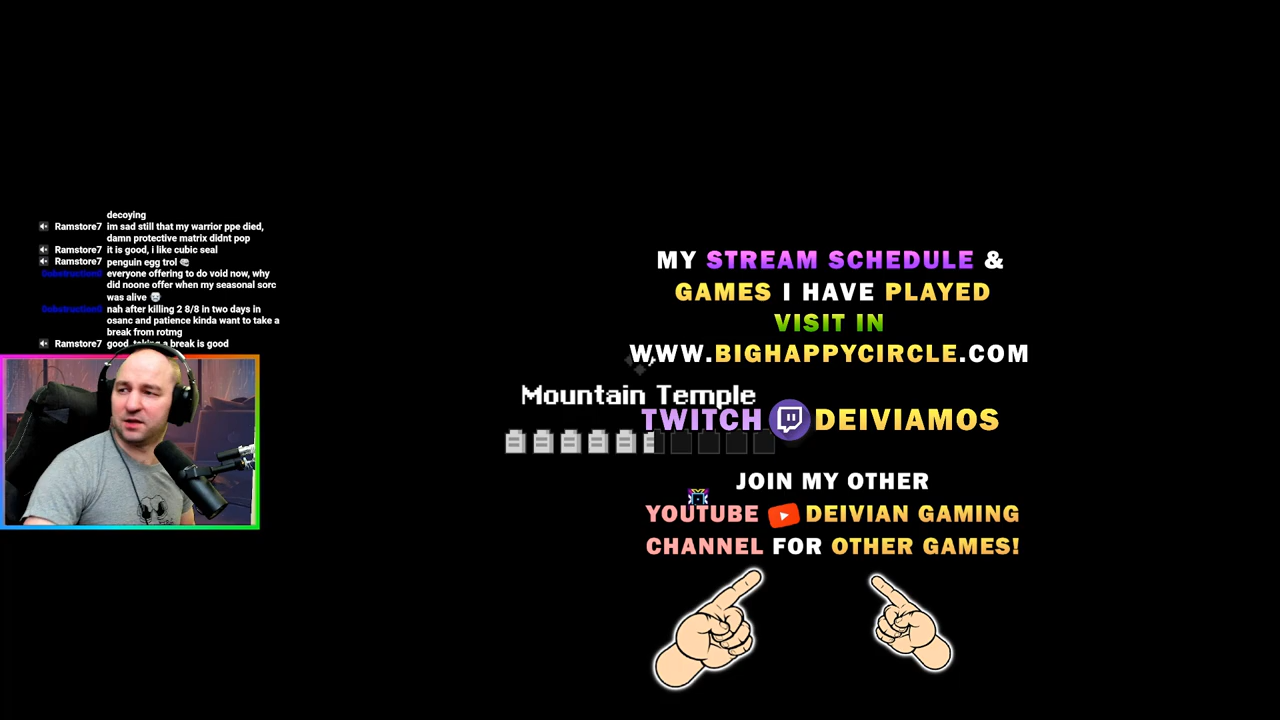 decoying
Ramstore7 im sad still that my warrior ppe died,
damn protective matrix didnt pop
Ramstore7 it is good, i like cubic seal
Ramstore7 penguin egg trol
everyone offering to do void now, why
did noone offer when my seasonal sorc
was alive
nah after killing 2 8/8 in two days in
osanc and patience kinda want to take a
break from rotmg
Ramstore7 good, taking a break is good
MY STREAM SCHEDULE &
GAMES I HAVE PLAYED
VISIT IN
WWW.BIGHAPPYCIRCLE.COM
Mountain Temple
TWITCH DEIVIAMOS
JOIN MY OTHER
YOUTUBE DEIVIAN GAMING
CHANNEL FOR OTHER GAMES!